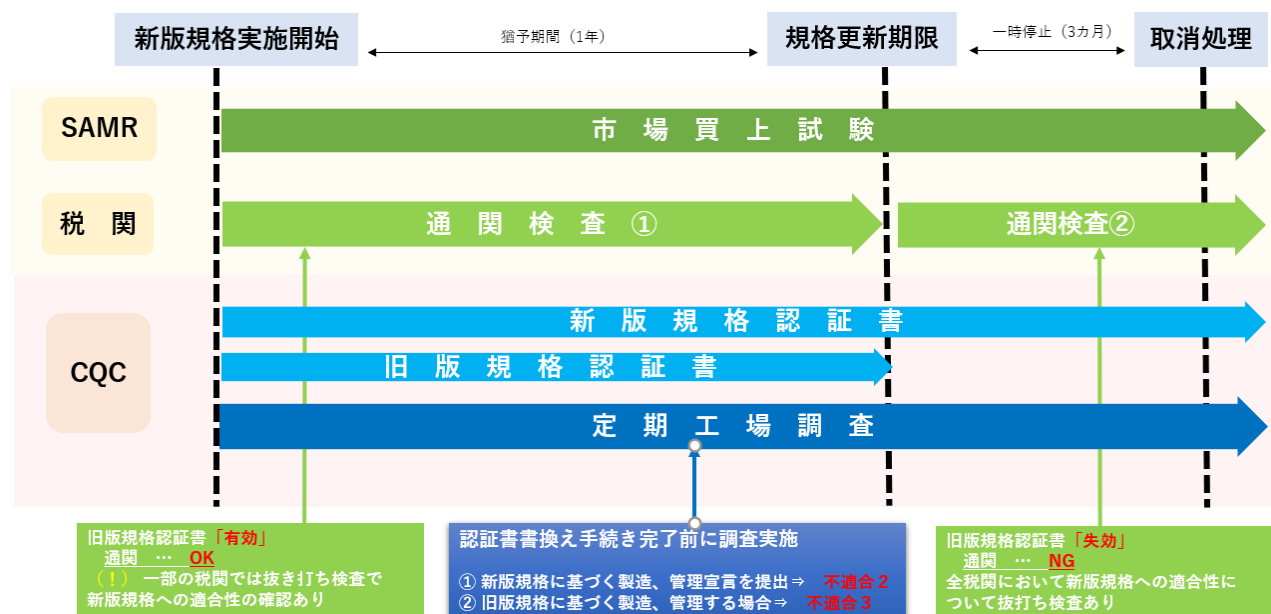 新版規格実施開始
猶予期間（1年）
規格更新期限
一時停止（3カ月）
取消処理
SAMR
市場買上試験
税 関
通関検査①
通関検査②
新版規格認証書
CQC
旧版規格認証書
定期工場調査
旧版規格認証書「有効」
通関 … OK
（！） 一部の税関では抜き打ち検査で
新版規格への適合性の確認あり
認証書書換え手続き完了前に調査実施
① 新版規格に基づく製造、管理宣言を提出⇒ 不適合２
② 旧版規格に基づく製造、管理する場合⇒ 不適合３
旧版規格認証書「失効」
通関 … NG
全税関において新版規格への適合性に
ついて抜打ち検査あり